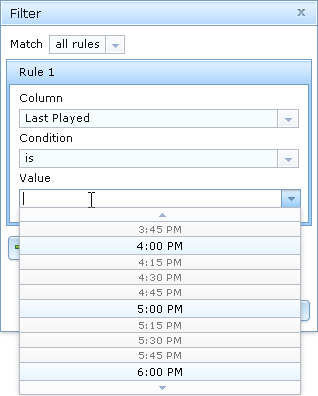 Filter
Match all rules
Rule 1
Column
Last Played
Condition
is
Value
3:45 PM
4:00 PM
4:15 PM
4:30 PM
4:45 PM
5:00 PM
5:15 PM
5:30 PM
5:45 PM
6:00 PM